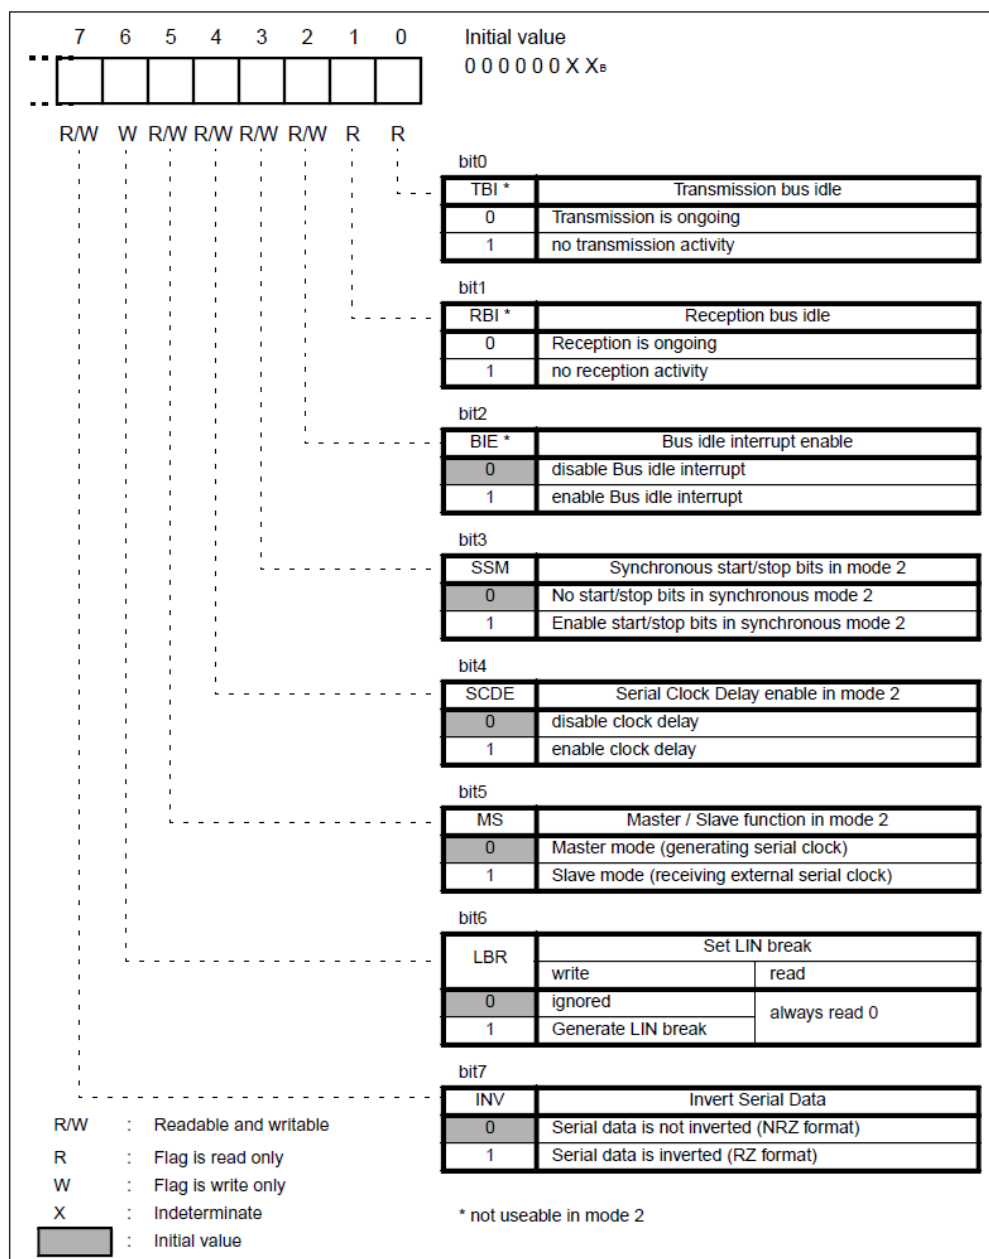 7 6 5 4 3 2 1 0 Initial value
0 0 0 0 0 0 X XB
R/W W R/W R/W R/W R/W R R
bit0
TBI * Transmission bus idle
0 Transmission is ongoing
1 no transmission activity
bit1
RBI * Reception bus idle
0 Reception is ongoing
1 no reception activity
bit2
BIE * Bus idle interrupt enable
0 disable Bus idle interrupt
1 enable Bus idle interrupt
bit3
SSM Synchronous start/stop bits in mode 2
0 No start/stop bits in synchronous mode 2
1 Enable start/stop bits in synchronous mode 2
bit4
SCDE Serial Clock Delay enable in mode 2
0 disable clock delay
1 enable clock delay
bit5
MS Master / Slave function in mode 2
0 Master mode (generating serial clock)
1 Slave mode (receiving external serial clock)
bit6
LBR Set LIN break
write read
0 ignored always read 0
1 Generate LIN break
bit7
INV Invert Serial Data
0 Serial data is not inverted (NRZ format)
1 Serial data is inverted (RZ format)
R/W : Readable and writable
R : Flag is read only
W : Flag is write only
X : Indeterminate
: Initial value
* not useable in mode 2